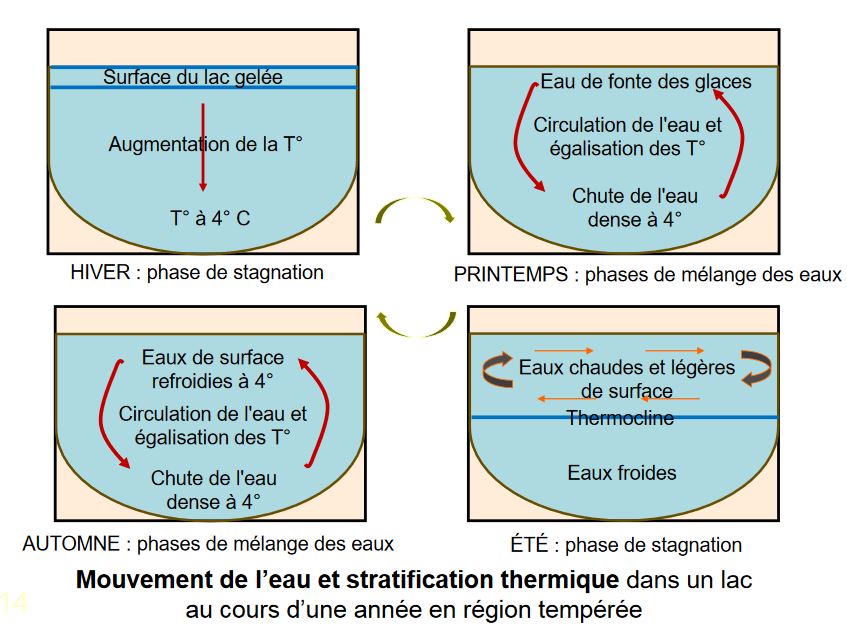 Surface du lac gelée
Augmentation de la T°
T° à 4° C
HIVER : phase de stagnation
Eau de fonte des glaces
Circulation de l'eau et
égalisation des T°
Chute de l'eau
dense à 4°
PRINTEMPS : phases de mélange des eaux
Eaux de surface
refroidies à 4°
Circulation de l'eau et
égalisation des T°
Chute de l'eau
dense à 4°
AUTOMNE : phases de mélange des eaux
Eaux chaudes et légères
de surface
Thermocline
Eaux froides
ÉTÉ : phase de stagnation
Mouvement de l’eau et stratification thermique dans un lac
au cours d’une année en région tempérée
14